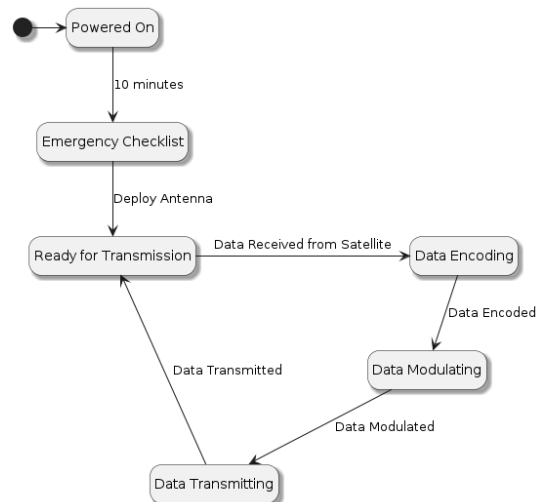 Powered On
10 minutes
Emergency Checklist
Deploy Antenna
Ready for Transmission
Data Received from Satellite
Data Encoding
Data Encoded
Data Modulating
Data Transmitted
Data Modulated
Data Transmitting